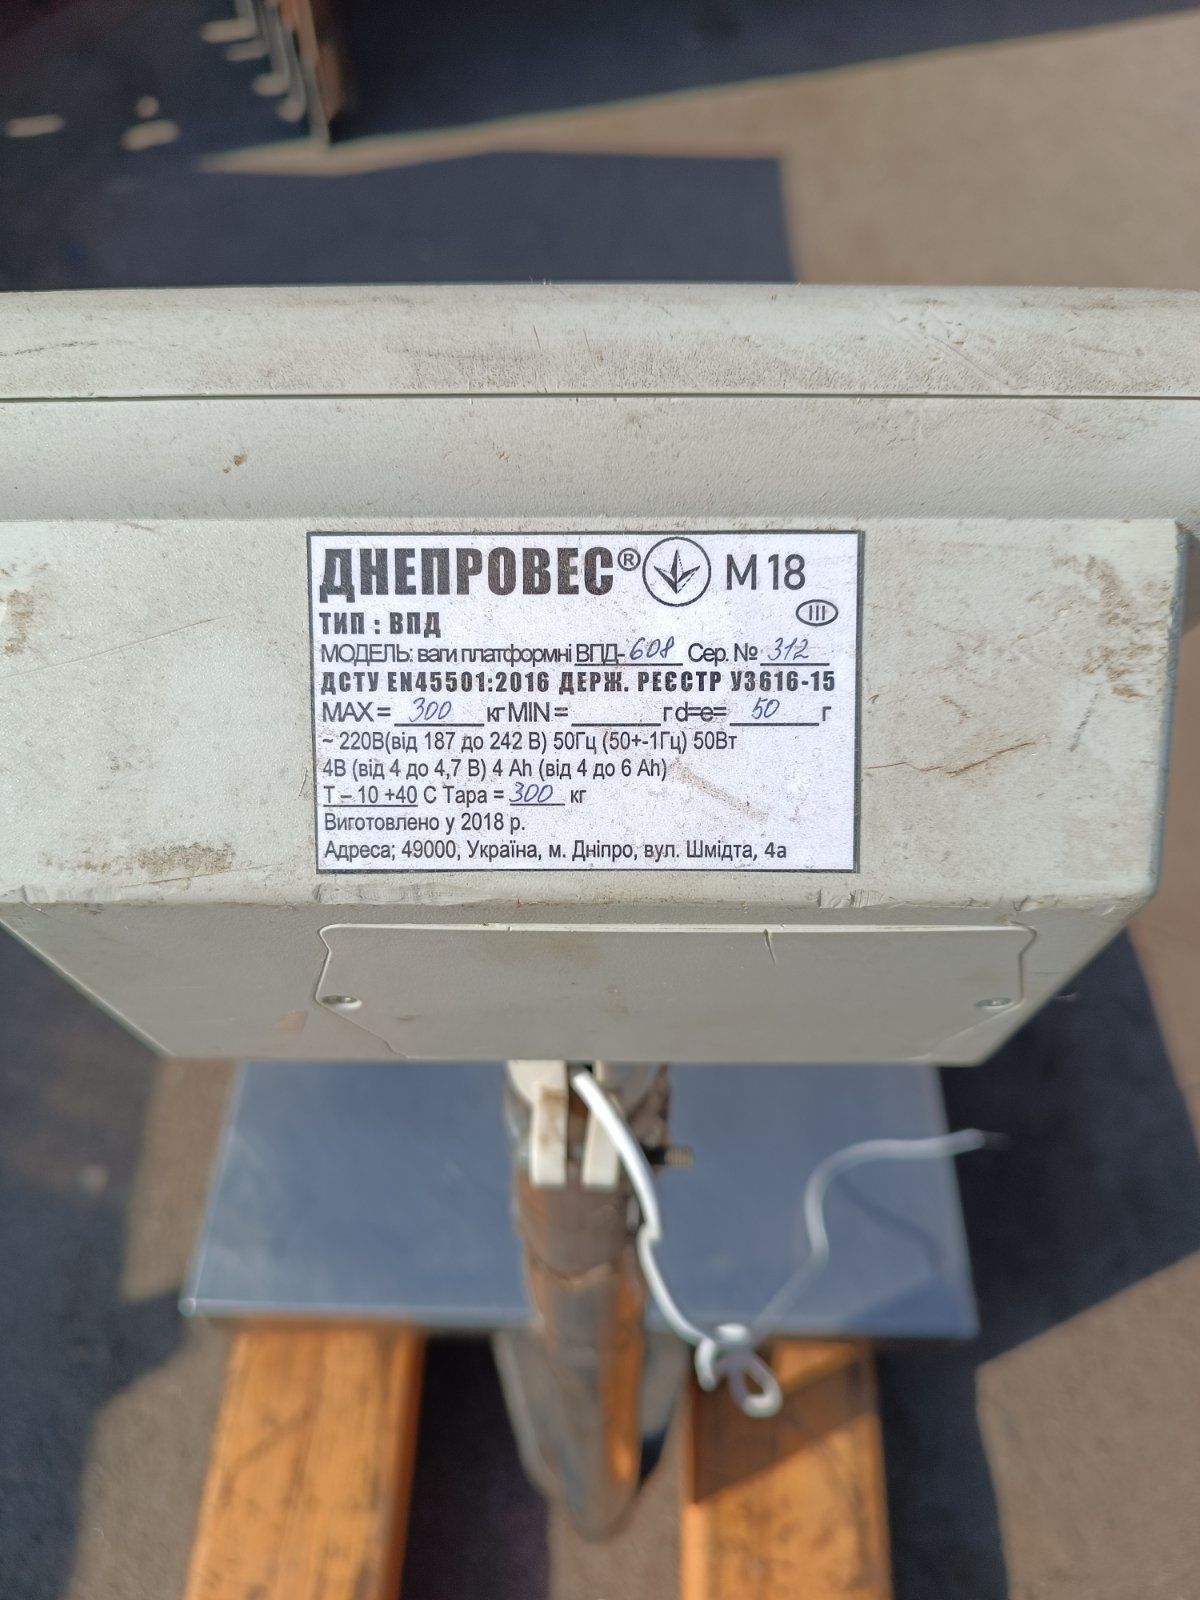 ДНЕПРОВЕС® М18
III
ТИП : ВПД
МОДЕЛЬ: ваги платформні ВПД-608 Сер. № 312
ДСТУ EN45501:2016 ДЕРЖ. РЕЄСТР У3616-15
MAX = 300 кг MIN = ______ г d=e= 50 г
~ 220В(від 187 до 242 В) 50Гц (50+-1Гц) 50Вт
4В (від 4 до 4,7 В) 4 Ah (від 4 до 6 Ah)
Т – 10 +40 С Тара = 300 кг
Виготовлено у 2018 р.
Адреса; 49000, Україна, м. Дніпро, вул. Шмідта, 4а